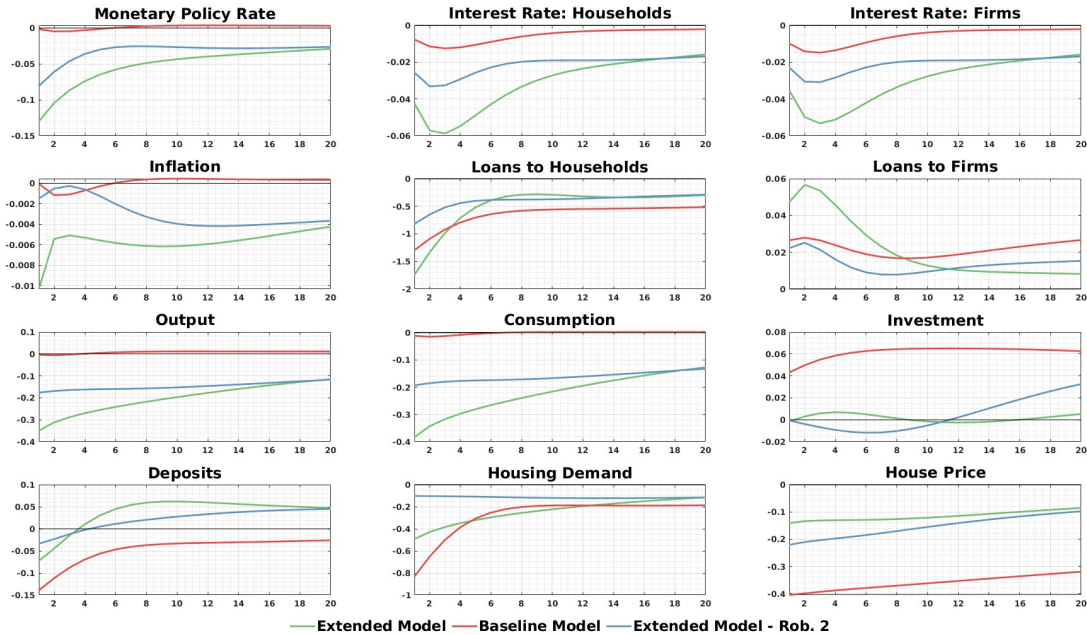 Monetary Policy Rate
0
-0.05
-0.1
-0.15
2 4 6 8 10 12 14 16 18 20
Interest Rate: Households
0
-0.02
-0.04
-0.06
2 4 6 8 10 12 14 16 18 20
Interest Rate: Firms
0
-0.02
-0.04
-0.06
2 4 6 8 10 12 14 16 18 20
Inflation
0
-0.002
-0.004
-0.006
-0.008
-0.01
2 4 6 8 10 12 14 16 18 20
Loans to Households
0
-0.5
-1
-1.5
-2
2 4 6 8 10 12 14 16 18 20
Loans to Firms
0.06
0.04
0.02
0
2 4 6 8 10 12 14 16 18 20
Output
0.1
0
-0.1
-0.2
-0.3
-0.4
2 4 6 8 10 12 14 16 18 20
Consumption
0
-0.1
-0.2
-0.3
-0.4
2 4 6 8 10 12 14 16 18 20
Investment
0.08
0.06
0.04
0.02
0
-0.02
2 4 6 8 10 12 14 16 18 20
Deposits
0.1
0.05
0
-0.05
-0.1
-0.15
2 4 6 8 10 12 14 16 18 20
Housing Demand
0
-0.2
-0.4
-0.6
-0.8
-1
2 4 6 8 10 12 14 16 18 20
House Price
0
-0.1
-0.2
-0.3
-0.4
2 4 6 8 10 12 14 16 18 20
Extended Model Baseline Model Extended Model - Rob. 2